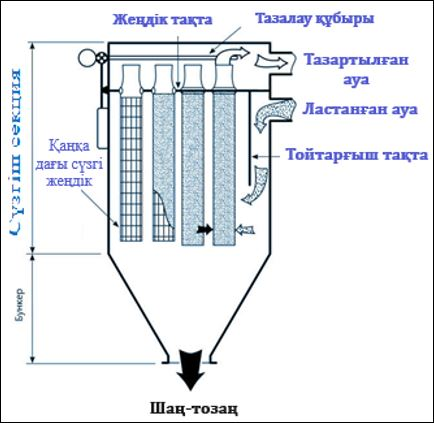 Жеңдік тақта
Тазалау құбыры
Тазартылған
ауа
Ластанған ауа
Тойтарғыш тақта
Қаңқа
дағы сүзгі
жеңдік
Сүзгіш секция
Бункер
Шаң-тозаң